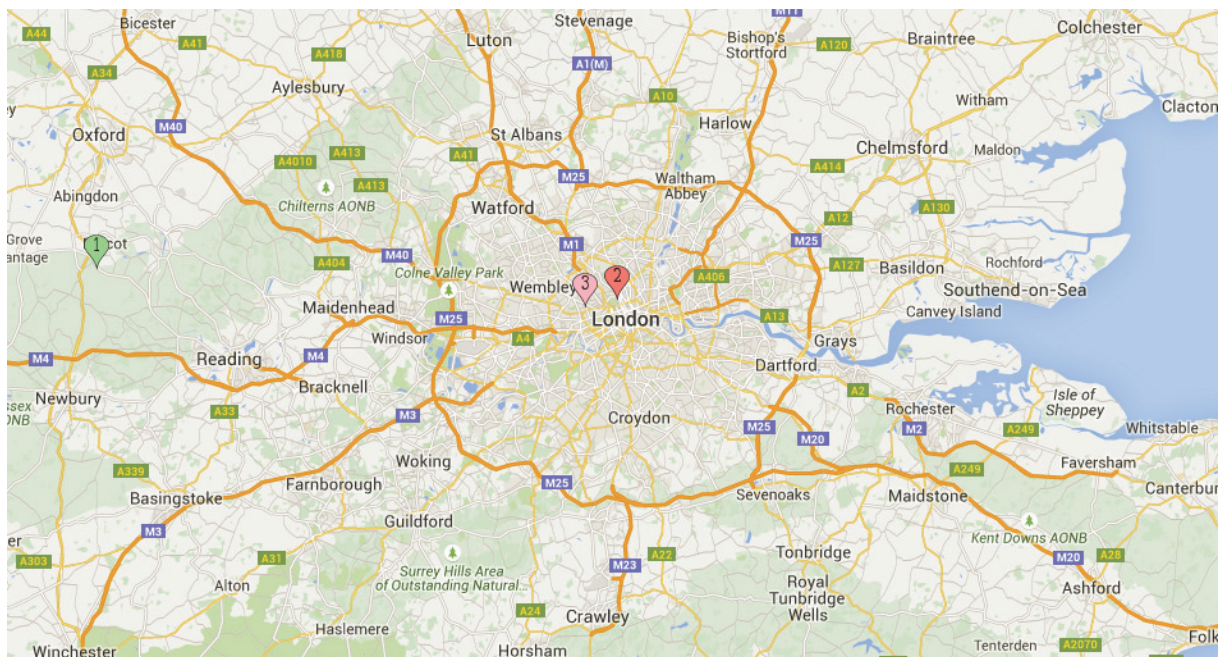 Bicester
A44
A41
A418
Luton
Stevenage
A1(M)
M11
Bishop's
Stortford
A120
Braintree
Colchester
A34
Aylesbury
A10
Witham
Clacton
Oxford
M40
St Albans
Harlow
Chelmsford
Maldon
A413
A4010
A41
A414
M25
A413
Chilterns AONB
Waltham
Abbey
Abingdon
Watford
A12
A130
Grove
1
M1
M25
A404
M40
A127
Basildon
Rochford
Colne Valley Park
A406
Wembley
3
2
Southend-on-Sea
Canvey Island
Maidenhead
M25
London
A13
Windsor
A4
Grays
M4
Reading
M4
Dartford
Bracknell
A2
Isle of
Sheppey
Newbury
A33
M3
Croydon
Rochester
M25
M2
A249
Whitstable
M20
Woking
A339
Faversham
A249
Basingstoke
Farnborough
M25
Sevenoaks
Maidstone
Canterbur
Guildford
M3
Kent Downs AONB
A303
A31
A22
Tonbridge
M20
A28
Surrey Hills Area
of Outstanding Natural...
M23
Royal
Tunbridge
Wells
Alton
Ashford
A24
Crawley
Haslemere
Winchester
Horsham
Tenterden
A2070
Folk